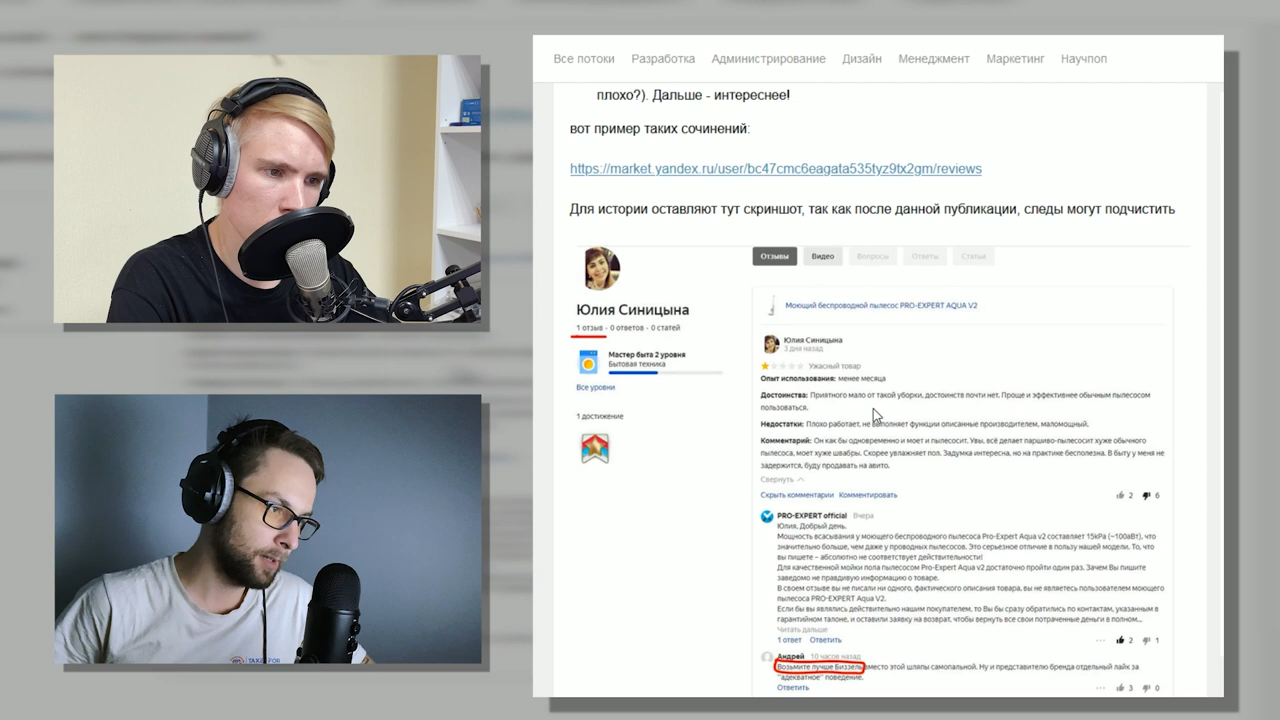 Все потоки Разработка Администрирование Дизайн Менеджмент Маркетинг Научпоп
плохо?). Дальше - интереснее!
вот пример таких сочинений:
https://market.yandex.ru/user/bc47cmc6eagata535tyz9tx2gm/reviews
Для истории оставляют тут скриншот, так как после данной публикации, следы могут подчистить
Отзывы Видео Вопросы Ответы Статьи
Юлия Синицына
1 отзыв - 0 ответов - 0 статей
Мастер быта 2 уровня
Бытовая техника
Все уровни
1 достижение
Моющий беспроводной пылесос PRO-EXPERT AQUA V2
Юлия Синицына
3 дня назад
Ужасный товар
Опыт использования: менее месяца
Достоинства: Приятного мало от такой уборки, достоинств почти нет. Проще и эффективнее обычным пылесосом
пользоваться.
Недостатки: Плохо работает, не выполняет функции описанные производителем, маломощный.
Комментарий: Он как бы одновременно и моет и пылесосит. Увы, всё делает паршиво-пылесосит хуже обычного
пылесоса, моет хуже швабры. Скорее увлажняет пол. Задумка интересна, но на практике бесполезна. В быту у меня не
задержится, буду продавать на авито.
Свернуть
Скрыть комментарии Комментировать 2 6
PRO-EXPERT official Вчера
Юлия, Добрый день.
Мощность всасывания у моющего беспроводного пылесоса Pro-Expert Aqua v2 составляет 15kPa (~100аВт), что
значительно больше, чем даже у проводных пылесосов. Это серьезное отличие в пользу нашей модели. То, что
вы пишете – абсолютно не соответствует действительности!
Для качественной мойки пола пылесосом Pro-Expert Aqua v2 достаточно пройти один раз. Зачем Вы пишите
заведомо не правдивую информацию о товаре.
В своем отзыве вы не писали ни одного, фактического описания товара, вы не являетесь пользователем моющего
пылесоса PRO-EXPERT Aqua V2.
Если бы вы являлись действительно нашим покупателем, то Вы бы сразу обратились по контактам, указанным в
гарантийном талоне, и оставили заявку на возврат, чтобы вернуть все свои потраченные деньги в полном...
Читать дальше
1 ответ Ответить ... 2 1
Андрей 10 часов назад
Возьмите лучше Биззель вместо этой шляпы самопальной. Ну и представителю бренда отдельный лайк за
"адекватное" поведение.
Ответить ... 3 0
TAKE FOR